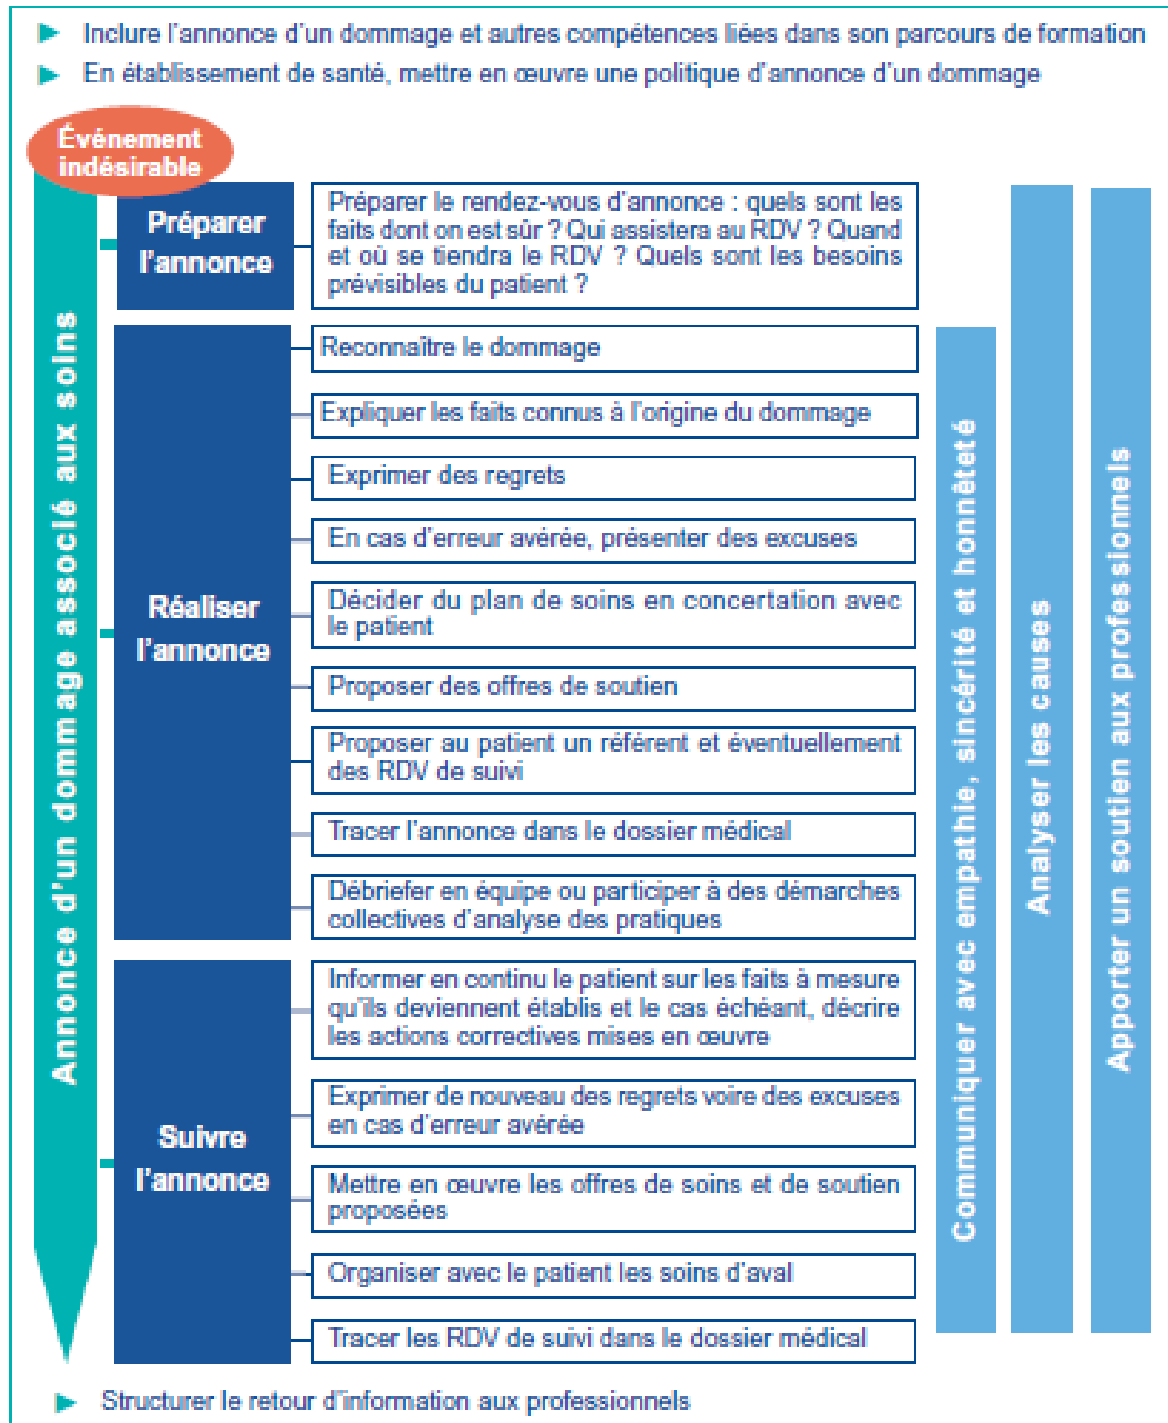 Inclure l'annonce d'un dommage et autres compétences liées dans son parcours de formation
En établissement de santé, mettre en œuvre une politique d'annonce d'un dommage
Événement
indésirable
Annonce d'un dommage associé aux soins
Préparer
l'annonce
Préparer le rendez-vous d'annonce : quels sont les
faits dont on est sûr ? Qui assistera au RDV ? Quand
et où se tiendra le RDV ? Quels sont les besoins
prévisibles du patient ?
Réaliser
l'annonce
Reconnaître le dommage
Expliquer les faits connus à l'origine du dommage
Exprimer des regrets
En cas d'erreur avérée, présenter des excuses
Décider du plan de soins en concertation avec
le patient
Proposer des offres de soutien
Proposer au patient un référent et éventuellement
des RDV de suivi
Tracer l'annonce dans le dossier médical
Débriefer en équipe ou participer à des démarches
collectives d'analyse des pratiques
Suivre
l'annonce
Informer en continu le patient sur les faits à mesure
qu'ils deviennent établis et le cas échéant, décrire
les actions correctives mises en œuvre
Exprimer de nouveau des regrets voire des excuses
en cas d'erreur avérée
Mettre en œuvre les offres de soins et de soutien
proposées
Organiser avec le patient les soins d'aval
Tracer les RDV de suivi dans le dossier médical
Communiquer avec empathie, sincérité et honnêteté
Analyser les causes
Apporter un soutien aux professionnels
Structurer le retour d'information aux professionnels